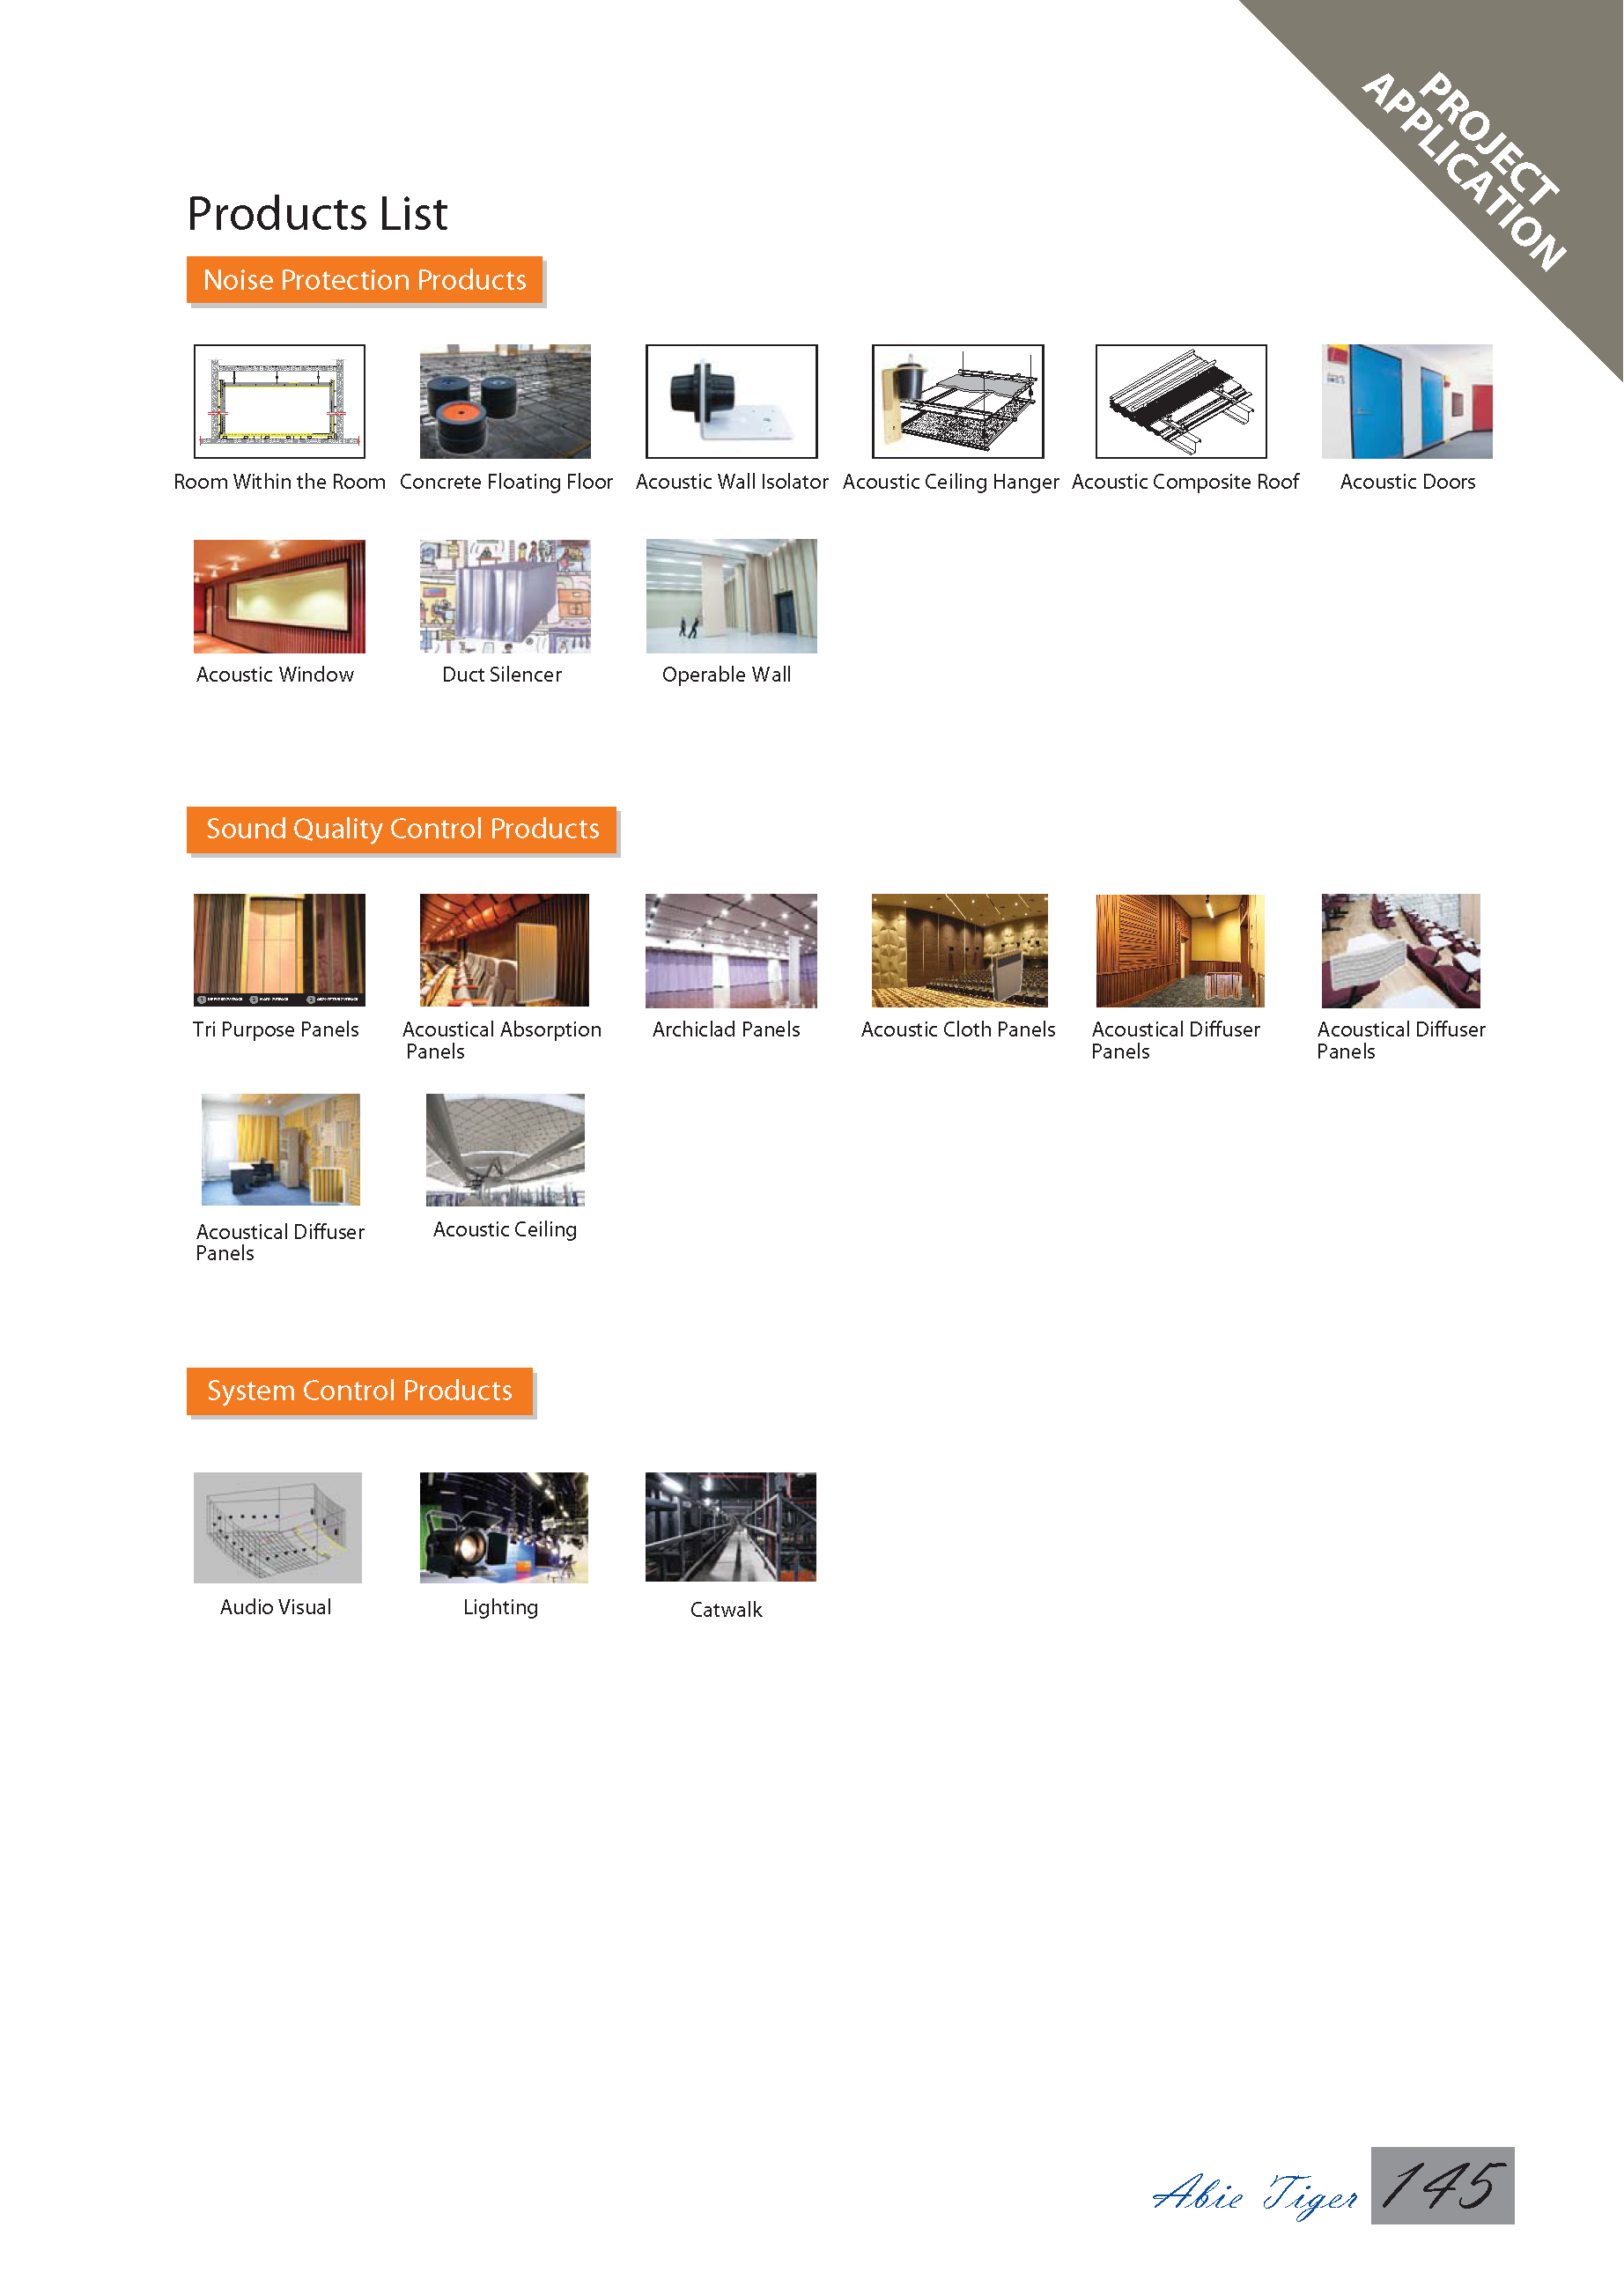 PROJECT
APPLICATION
Products List
Noise Protection Products
Room Within the Room
Concrete Floating Floor
Acoustic Wall Isolator
Acoustic Ceiling Hanger
Acoustic Composite Roof
Acoustic Doors
Acoustic Window
Duct Silencer
Operable Wall
Sound Quality Control Products
Tri Purpose Panels
Acoustical Absorption
Panels
Archiclad Panels
Acoustic Cloth Panels
Acoustical Diffuser
Panels
Acoustical Diffuser
Panels
Acoustical Diffuser
Panels
Acoustic Ceiling
System Control Products
Audio Visual
Lighting
Catwalk
Abie Tiger 145